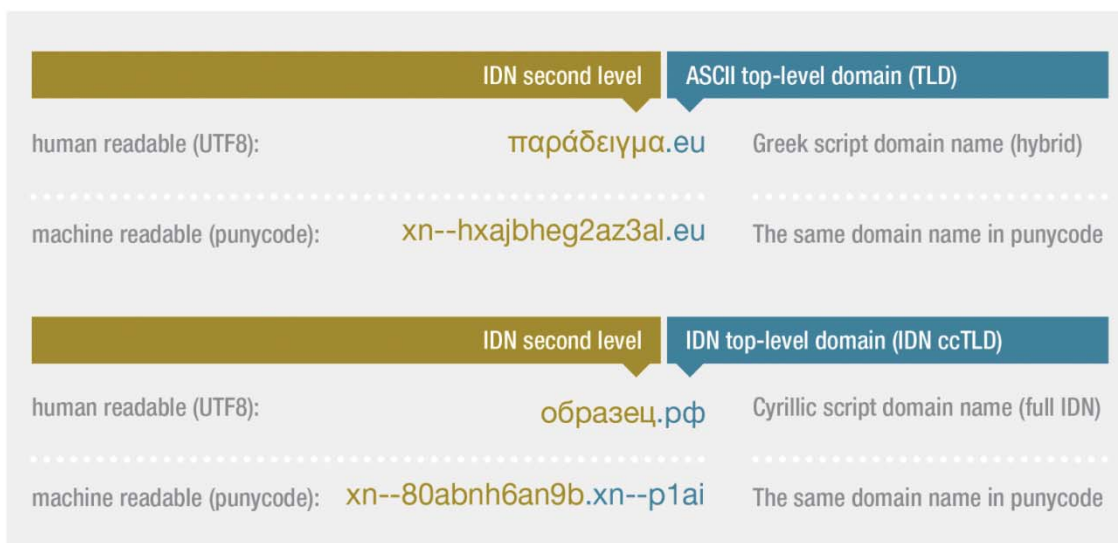 IDN second level ASCII top-level domain (TLD)
human readable (UTF8): παράδειγμα.eu Greek script domain name (hybrid)
machine readable (punycode): xn--hxajbheg2az3al.eu The same domain name in punycode
IDN second level IDN top-level domain (IDN ccTLD)
human readable (UTF8): образец.рф Cyrillic script domain name (full IDN)
machine readable (punycode): xn--80abnh6an9b.xn--p1ai The same domain name in punycode